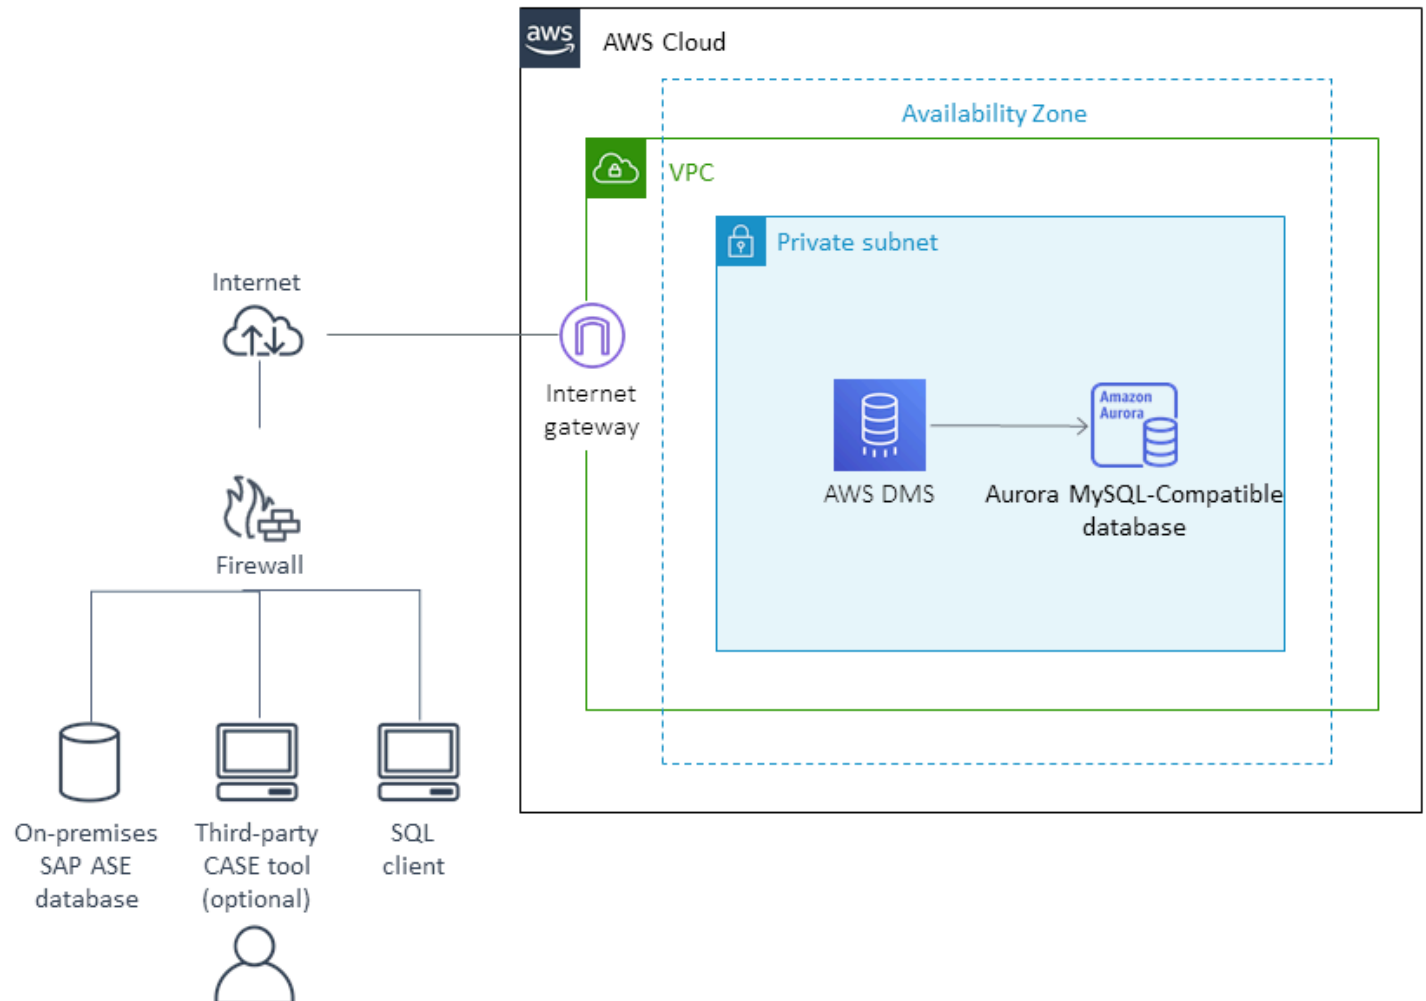 aws
AWS Cloud
Availability Zone
VPC
Private subnet
Internet
Internet
gateway
Amazon
Aurora
AWS DMS
Aurora MySQL-Compatible
database
Firewall
On-premises
SAP ASE
database
Third-party
CASE tool
(optional)
SQL
client